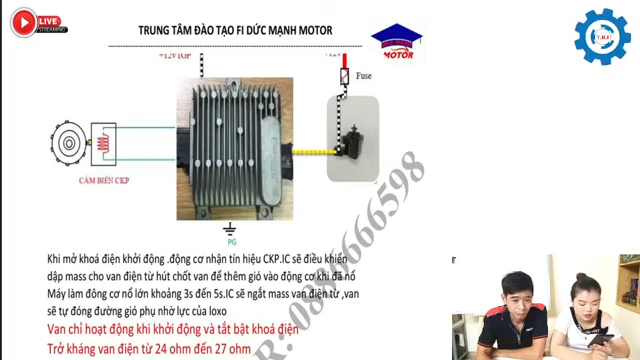 LIVE
STREAMING
TRUNG TÂM ĐÀO TẠO FI DỨC MẠNH MOTOR
MOTOR
T.R.I
+12V IGP
Fuse
CẢM BIẾN CKP
PG
Khi mở khoá điện khởi động .động cơ nhận tín hiệu CKP.IC sẽ điều khiển
dập mass cho van điện từ hút chốt van để thêm gió vào động cơ khi đã nổ
Máy làm đông cơ nổ lớn khoảng 3s đến 5s.IC sẽ ngắt mass van điện từ ,van
sẽ tự đóng đường gió phụ nhờ lực của loxo
Van chỉ hoạt động khi khởi động và tắt bật khoá điện
Trở kháng van điện từ 24 ohm đến 27 ohm
0886666598